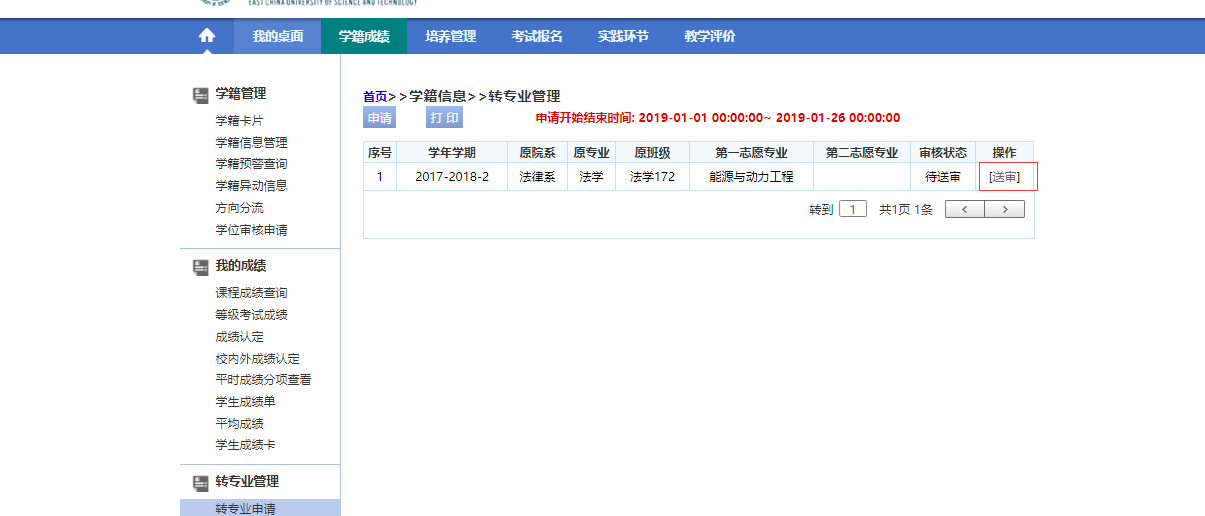 EAST CHINA UNIVERSITY OF SCIENCE AND TECHNOLOGY
我的桌面 学籍成绩 培养管理 考试报名 实践环节 教学评价
学籍管理
学籍卡片
学籍信息管理
学籍预警查询
学籍异动信息
方向分流
学位审核申请
我的成绩
课程成绩查询
等级考试成绩
成绩认定
校内外成绩认定
平时成绩分项查看
学生成绩单
平均成绩
学生成绩卡
转专业管理
转专业申请
首页>>学籍信息>>转专业管理
申请 打 印 申请开始结束时间: 2019-01-01 00:00:00~ 2019-01-26 00:00:00
序号 学年学期 原院系 原专业 原班级 第一志愿专业 第二志愿专业 审核状态 操作
1 2017-2018-2 法律系 法学 法学172 能源与动力工程 待送审 [送审]
转到 1 共1页 1条 < >